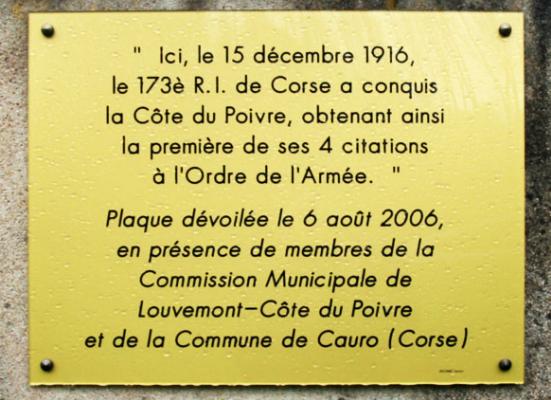 " Ici, le 15 décembre 1916,
le 173è R.I. de Corse a conquis
la Côte du Poivre, obtenant ainsi
la première de ses 4 citations
à l'Ordre de l'Armée. "
Plaque dévoilée le 6 août 2006,
en présence de membres de la
Commission Municipale de
Louvemont-Côte du Poivre
et de la Commune de Cauro (Corse)